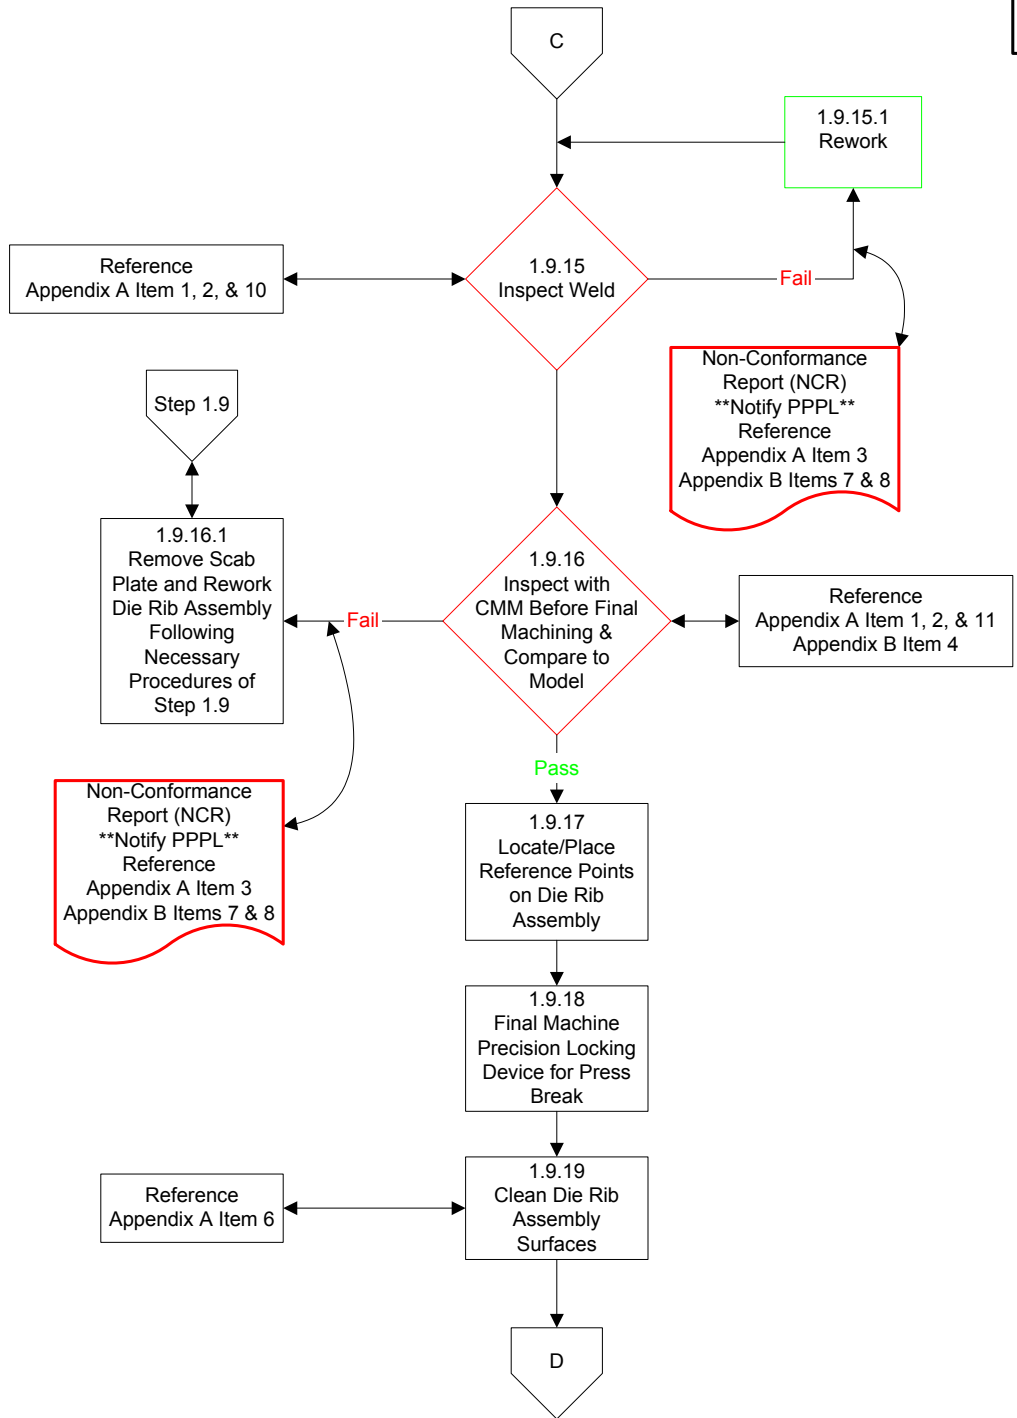 C
1.9.15.1
Rework
1.9.15
Inspect Weld
Fail
Reference
Appendix A Item 1, 2, & 10
Non-Conformance
Report (NCR)
**Notify PPPL**
Reference
Appendix A Item 3
Appendix B Items 7 & 8
Step 1.9
1.9.16.1
Remove Scab
Plate and Rework
Die Rib Assembly
Following
Necessary
Procedures of
Step 1.9
Fail
1.9.16
Inspect with
CMM Before Final
Machining &
Compare to
Model
Reference
Appendix A Item 1, 2, & 11
Appendix B Item 4
Pass
Non-Conformance
Report (NCR)
**Notify PPPL**
Reference
Appendix A Item 3
Appendix B Items 7 & 8
1.9.17
Locate/Place
Reference Points
on Die Rib
Assembly
1.9.18
Final Machine
Precision Locking
Device for Press
Break
Reference
Appendix A Item 6
1.9.19
Clean Die Rib
Assembly
Surfaces
D